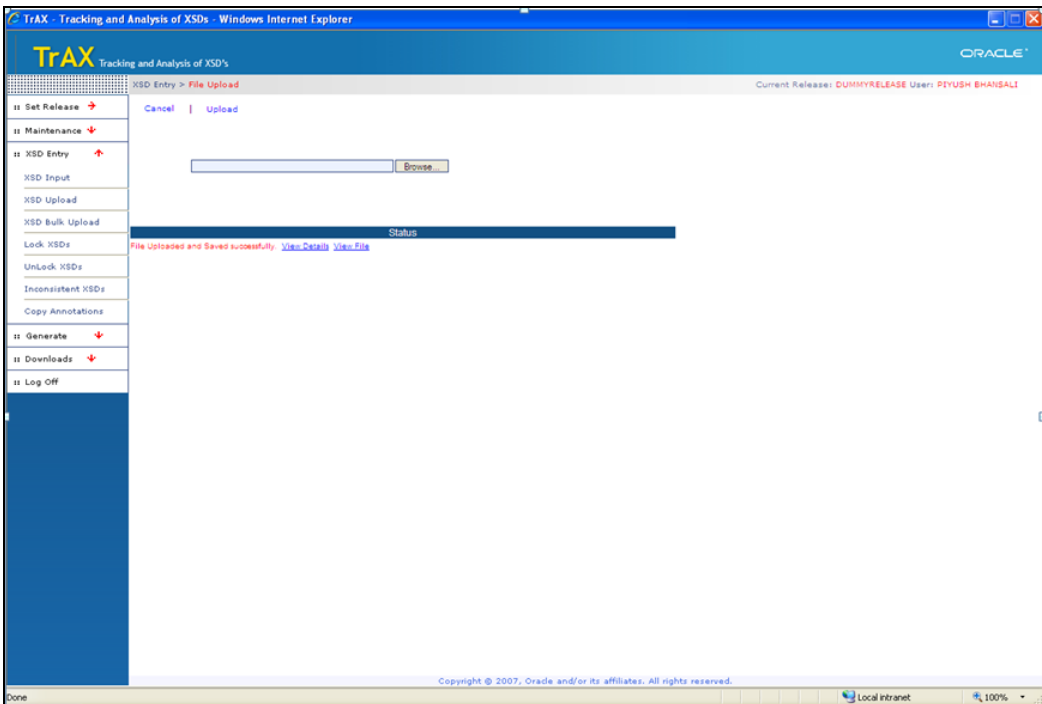 TrAX - Tracking and Analysis of XSDs - Windows Internet Explorer
TrAX Tracking and Analysis of XSD's
ORACLE
XSD Entry > File Upload
Current Release: DUMMYRELEASE User: PIYUSH BHANSALI
:: Set Release
Cancel | Upload
:: Maintenance
:: XSD Entry
Browse...
XSD Input
XSD Upload
XSD Bulk Upload
Status
Lock XSDs
File Uploaded and Saved successfully. View Details View File
UnLock XSDs
Inconsistent XSDs
Copy Annotations
:: Generate
:: Downloads
:: Log Off
Copyright © 2007, Oracle and/or its affiliates. All rights reserved.
Done
Local intranet
100%